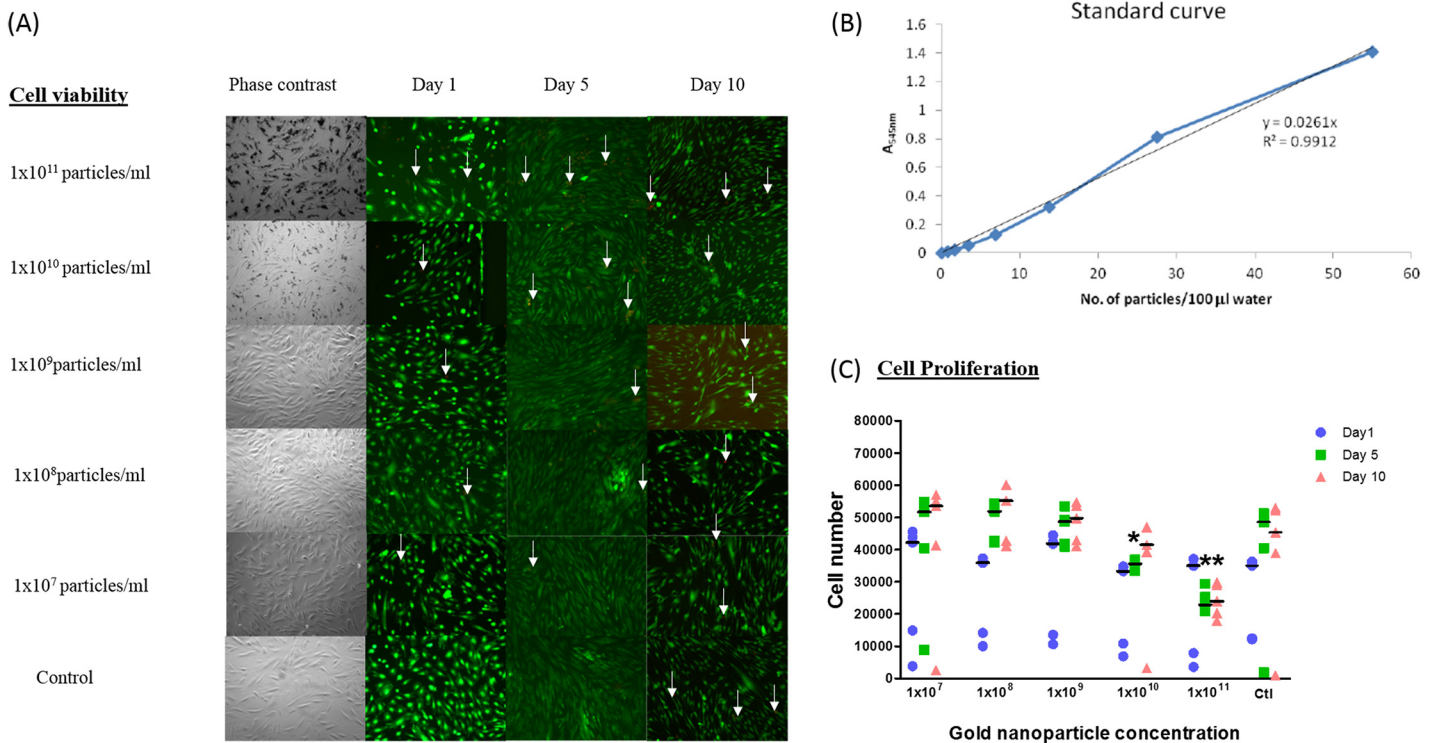 (A)
Cell viability
Phase contrast Day 1 Day 5 Day 10
1x10¹¹ particles/ml
1x10¹⁰ particles/ml
1x10⁹particles/ml
1x10⁸particles/ml
1x10⁷ particles/ml
Control
(B)
Standard curve
1.6
1.4
1.2
1
0.8
0.6
0.4
0.2
0
A545nm
y = 0.0261x
R² = 0.9912
0 10 20 30 40 50 60
No. of particles/100 µl water
(C) Cell Proliferation
80000
70000
60000
50000
40000
30000
20000
10000
0
Cell number
Day1
Day 5
Day 10
*
**
1x10⁷ 1x10⁸ 1x10⁹ 1x10¹⁰ 1x10¹¹ Ctl
Gold nanoparticle concentration